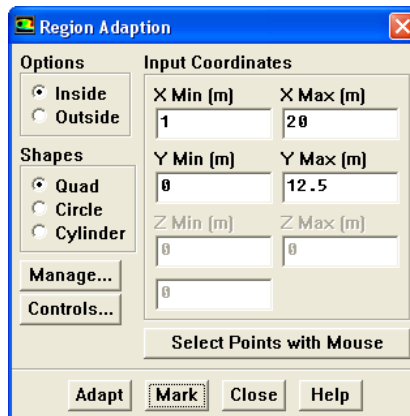 Region Adaption
Options
Inside
Outside
Shapes
Quad
Circle
Cylinder
Manage...
Controls...
Input Coordinates
X Min (m) X Max (m)
1 20
Y Min (m) Y Max (m)
0 12.5
Z Min (m) Z Max (m)
0 0
0
Select Points with Mouse
Adapt Mark Close Help